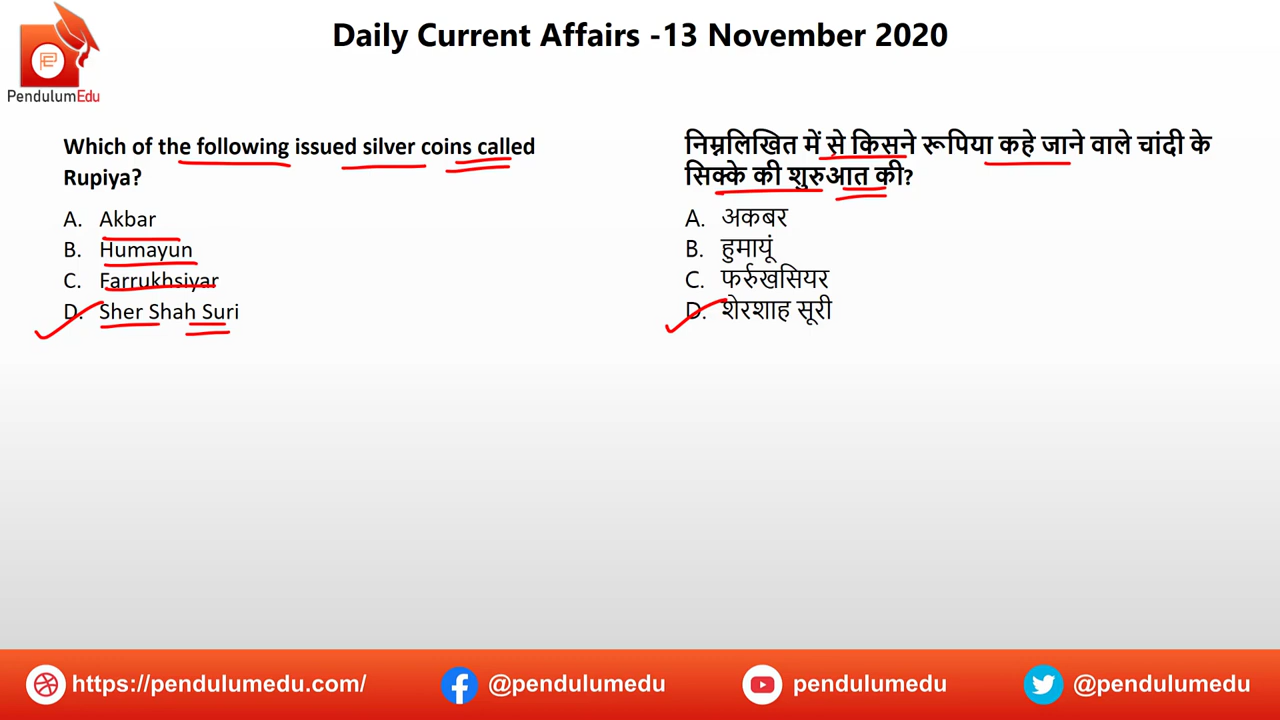 Daily Current Affairs -13 November 2020
PendulumEdu
Which of the following issued silver coins called
Rupiya?
A. Akbar
B. Humayun
C. Farrukhsiyar
D. Sher Shah Suri
निम्नलिखित में से किसने रूपिया कहे जाने वाले चांदी के
सिक्के की शुरुआत की?
A. अकबर
B. हुमायूं
C. फर्रुखसियर
D. शेरशाह सूरी
https://pendulumedu.com/
@pendulumedu
pendulumedu
@pendulumedu